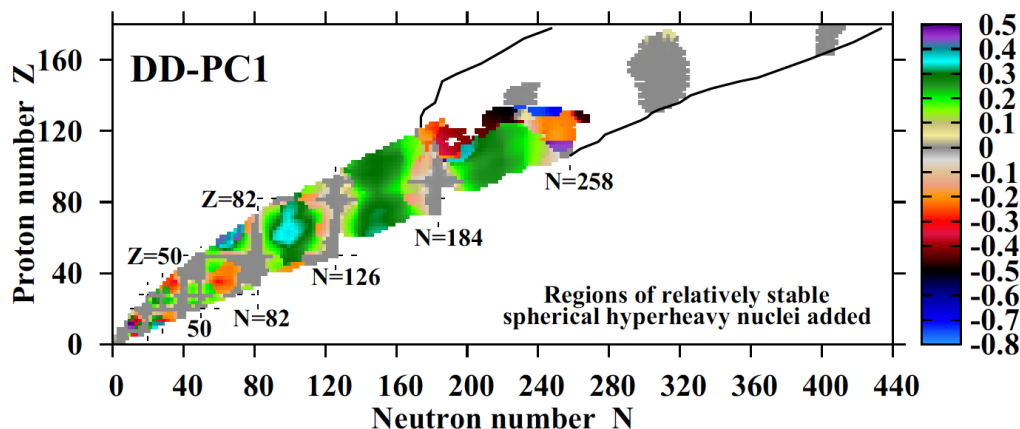 DD-PC1
Proton number Z
160
120
80
40
0
Z=82
Z=50
50
N=82
N=126
N=184
N=258
Regions of relatively stable
spherical hyperheavy nuclei added
0 40 80 120 160 200 240 280 320 360 400 440
Neutron number N
0.5
0.4
0.3
0.2
0.1
0
-0.1
-0.2
-0.3
-0.4
-0.5
-0.6
-0.7
-0.8